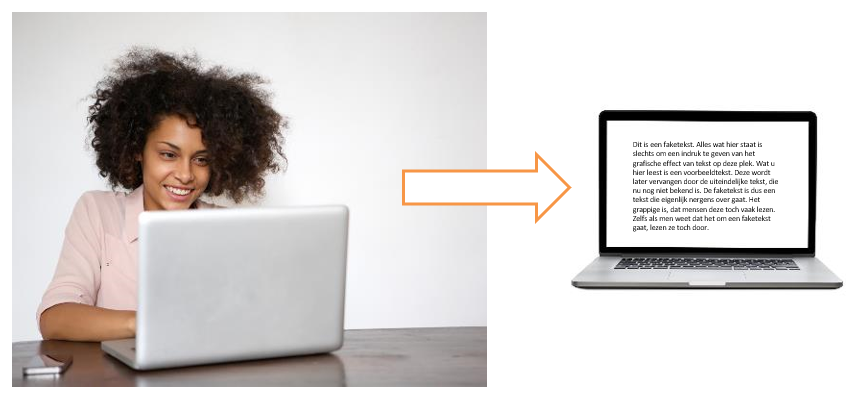 Dit is een faketekst. Alles wat hier staat is
slechts om een indruk te geven van het
grafische effect van tekst op deze plek. Wat u
hier leest is een voorbeeldtekst. Deze wordt
later vervangen door de uiteindelijke tekst, die
nu nog niet bekend is. De faketekst is dus een
tekst die eigenlijk nergens over gaat. Het
grappige is, dat mensen deze toch vaak lezen.
Zelfs als men weet dat het om een faketekst
gaat, lezen ze toch door.